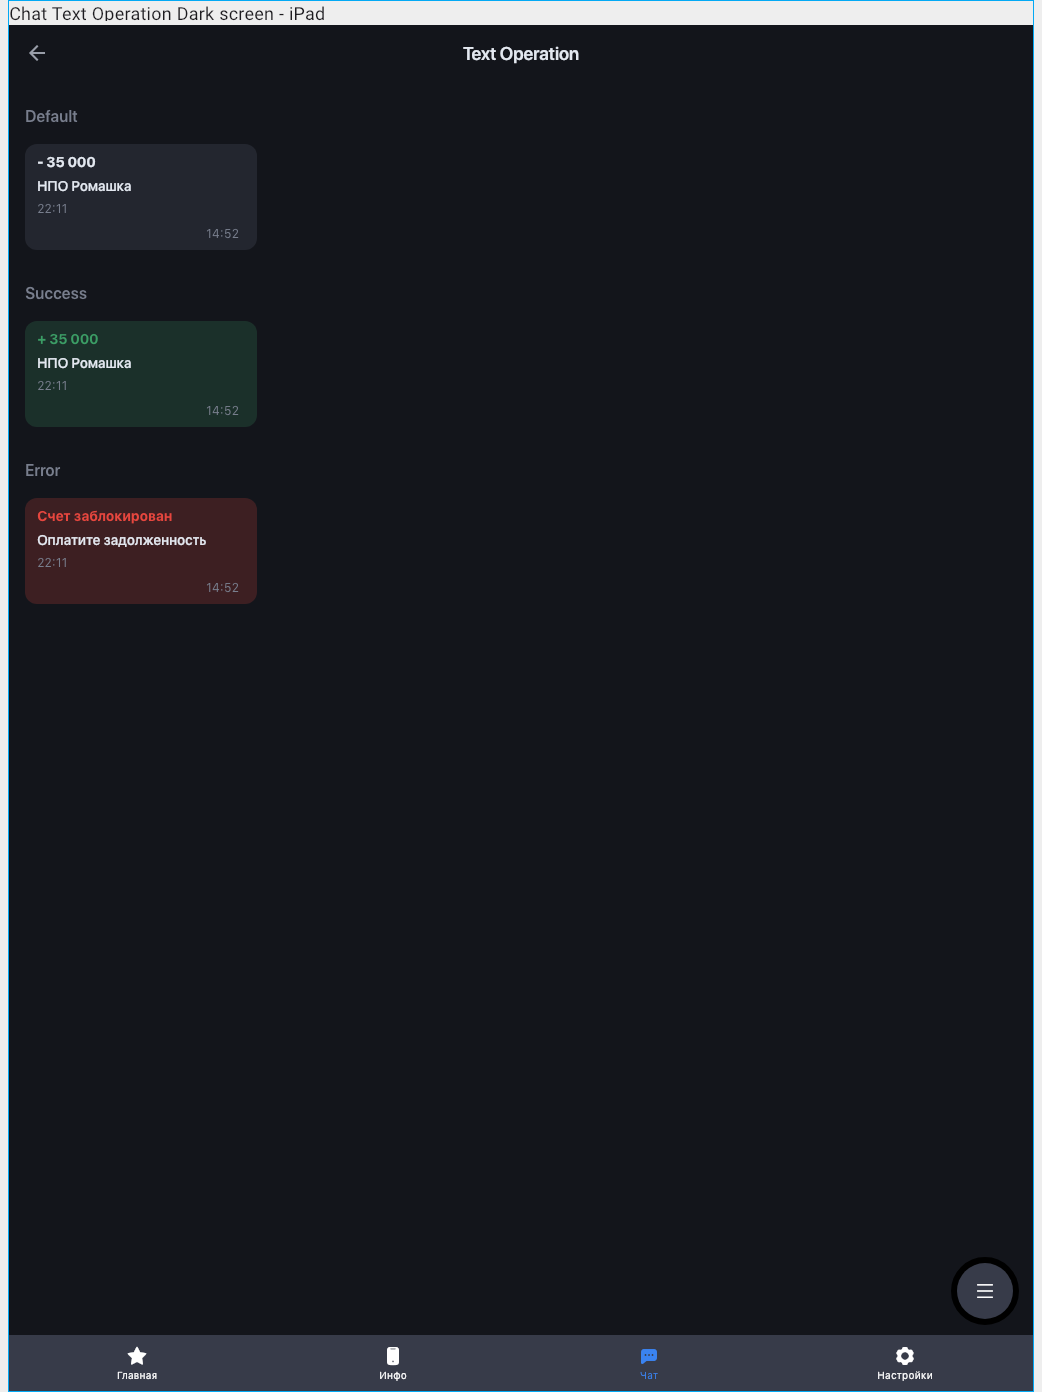 Chat Text Operation Dark screen - iPad
Text Operation
Default
- 35 000
НПО Ромашка
22:11
14:52
Success
+ 35 000
НПО Ромашка
22:11
14:52
Error
Счет заблокирован
Оплатите задолженность
22:11
14:52
Главная
Инфо
Чат
Настройки